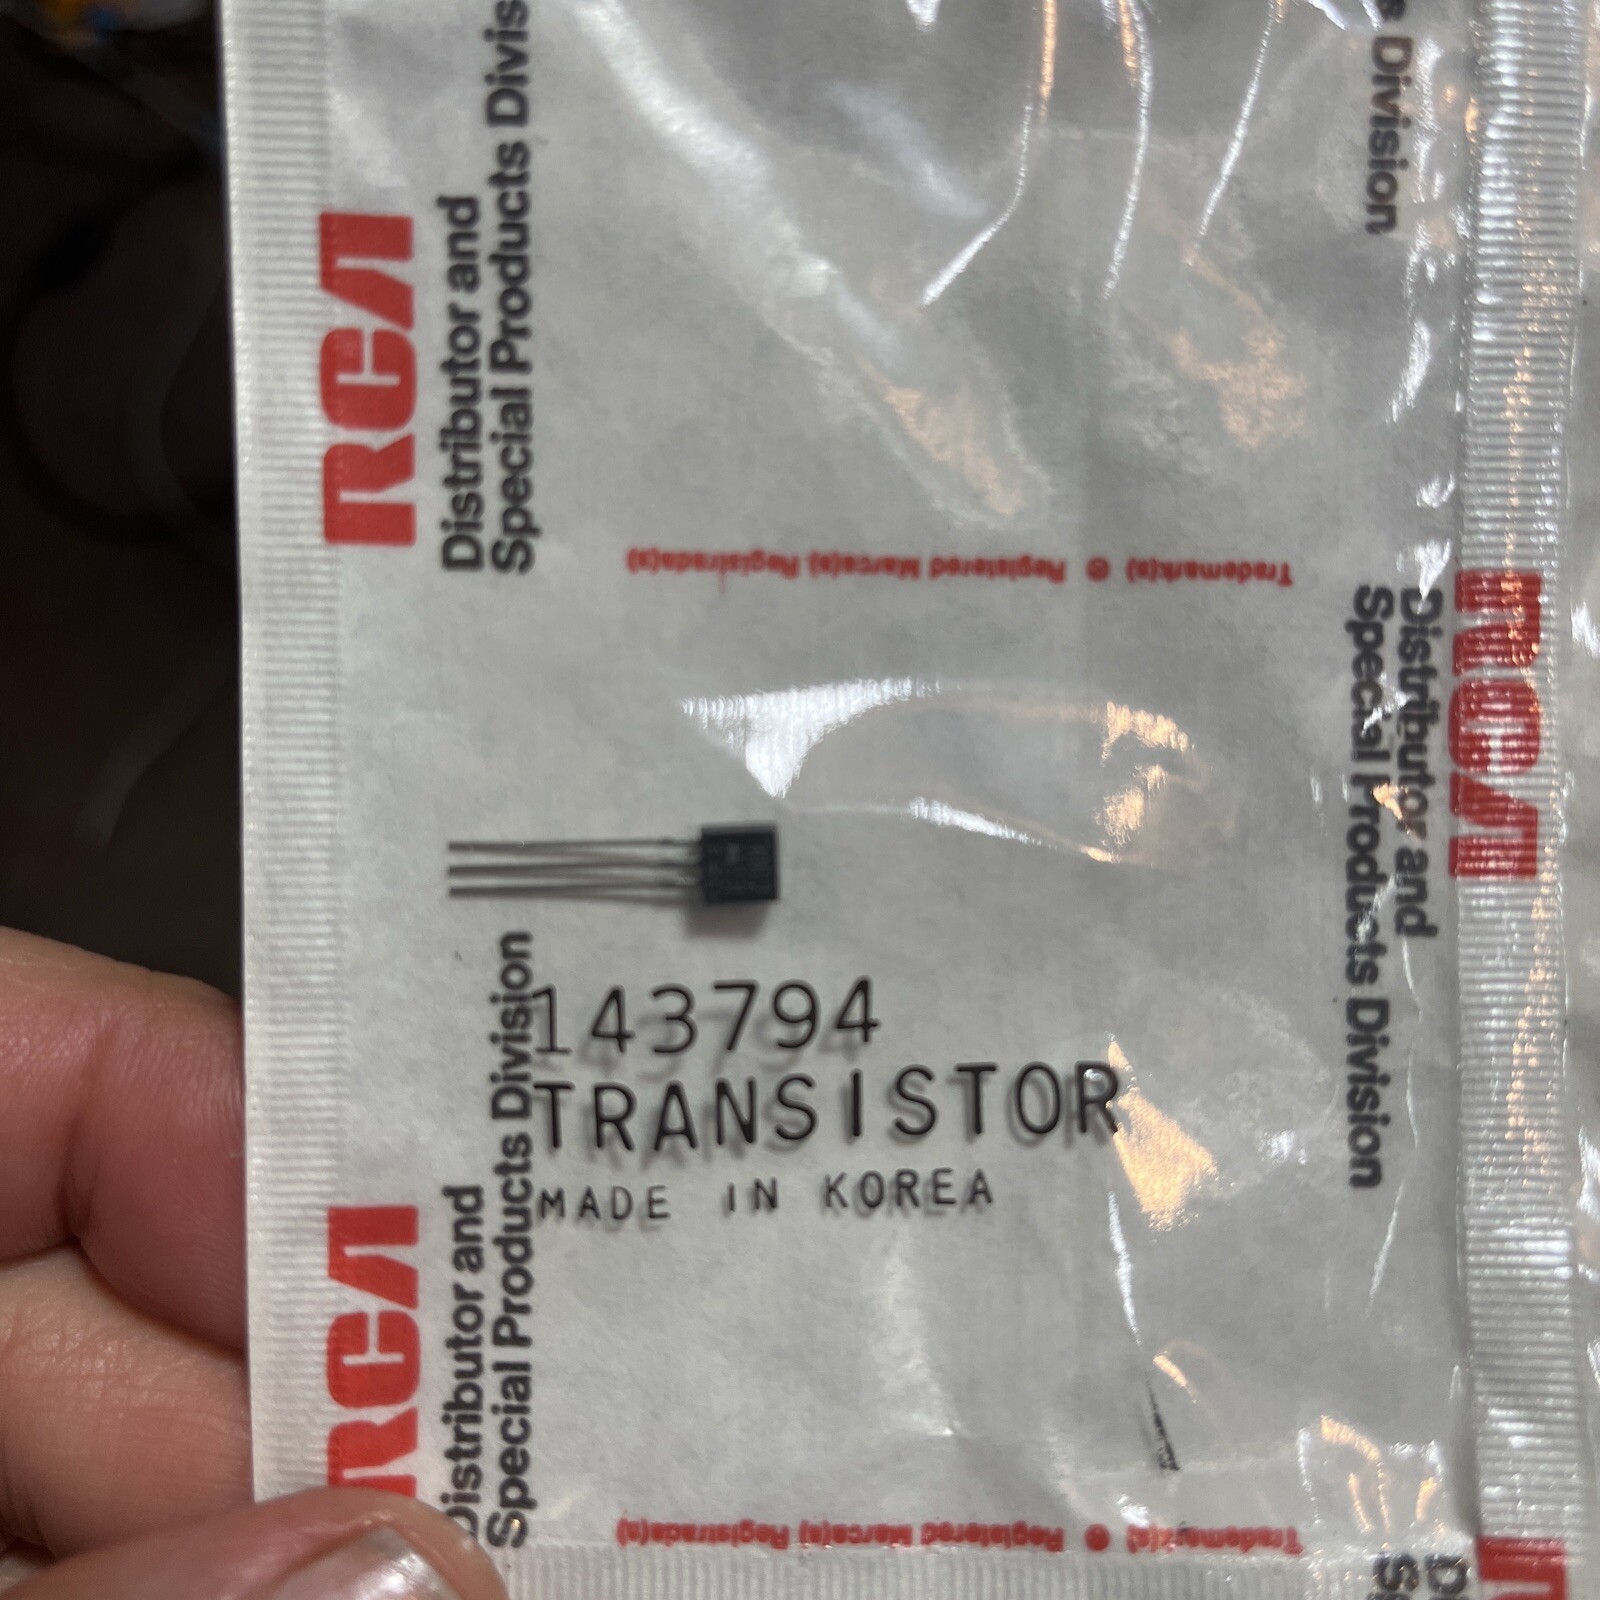 RCA
Distributor and
Special Products Divis
s Division
Trademark(s) ® Registered Marca(s) Registrada(s)
RCA
Distributor and
Special Products Division
143794
TRANSISTOR
MADE IN KOREA
RCA
Distributor and
Special Products Division
Trademark(s) ® Registered Marca(s) Registrada(s)